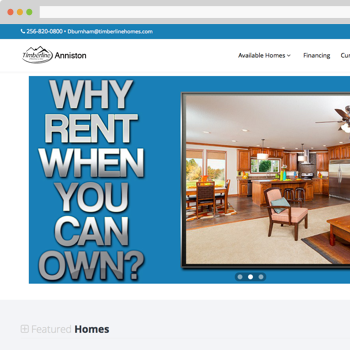 256-820-0800 • Dburnham@timberlinehomes.com
Timberline Anniston Available Homes Financing Cu
WHY
RENT
WHEN
YOU
CAN
OWN?
Featured Homes